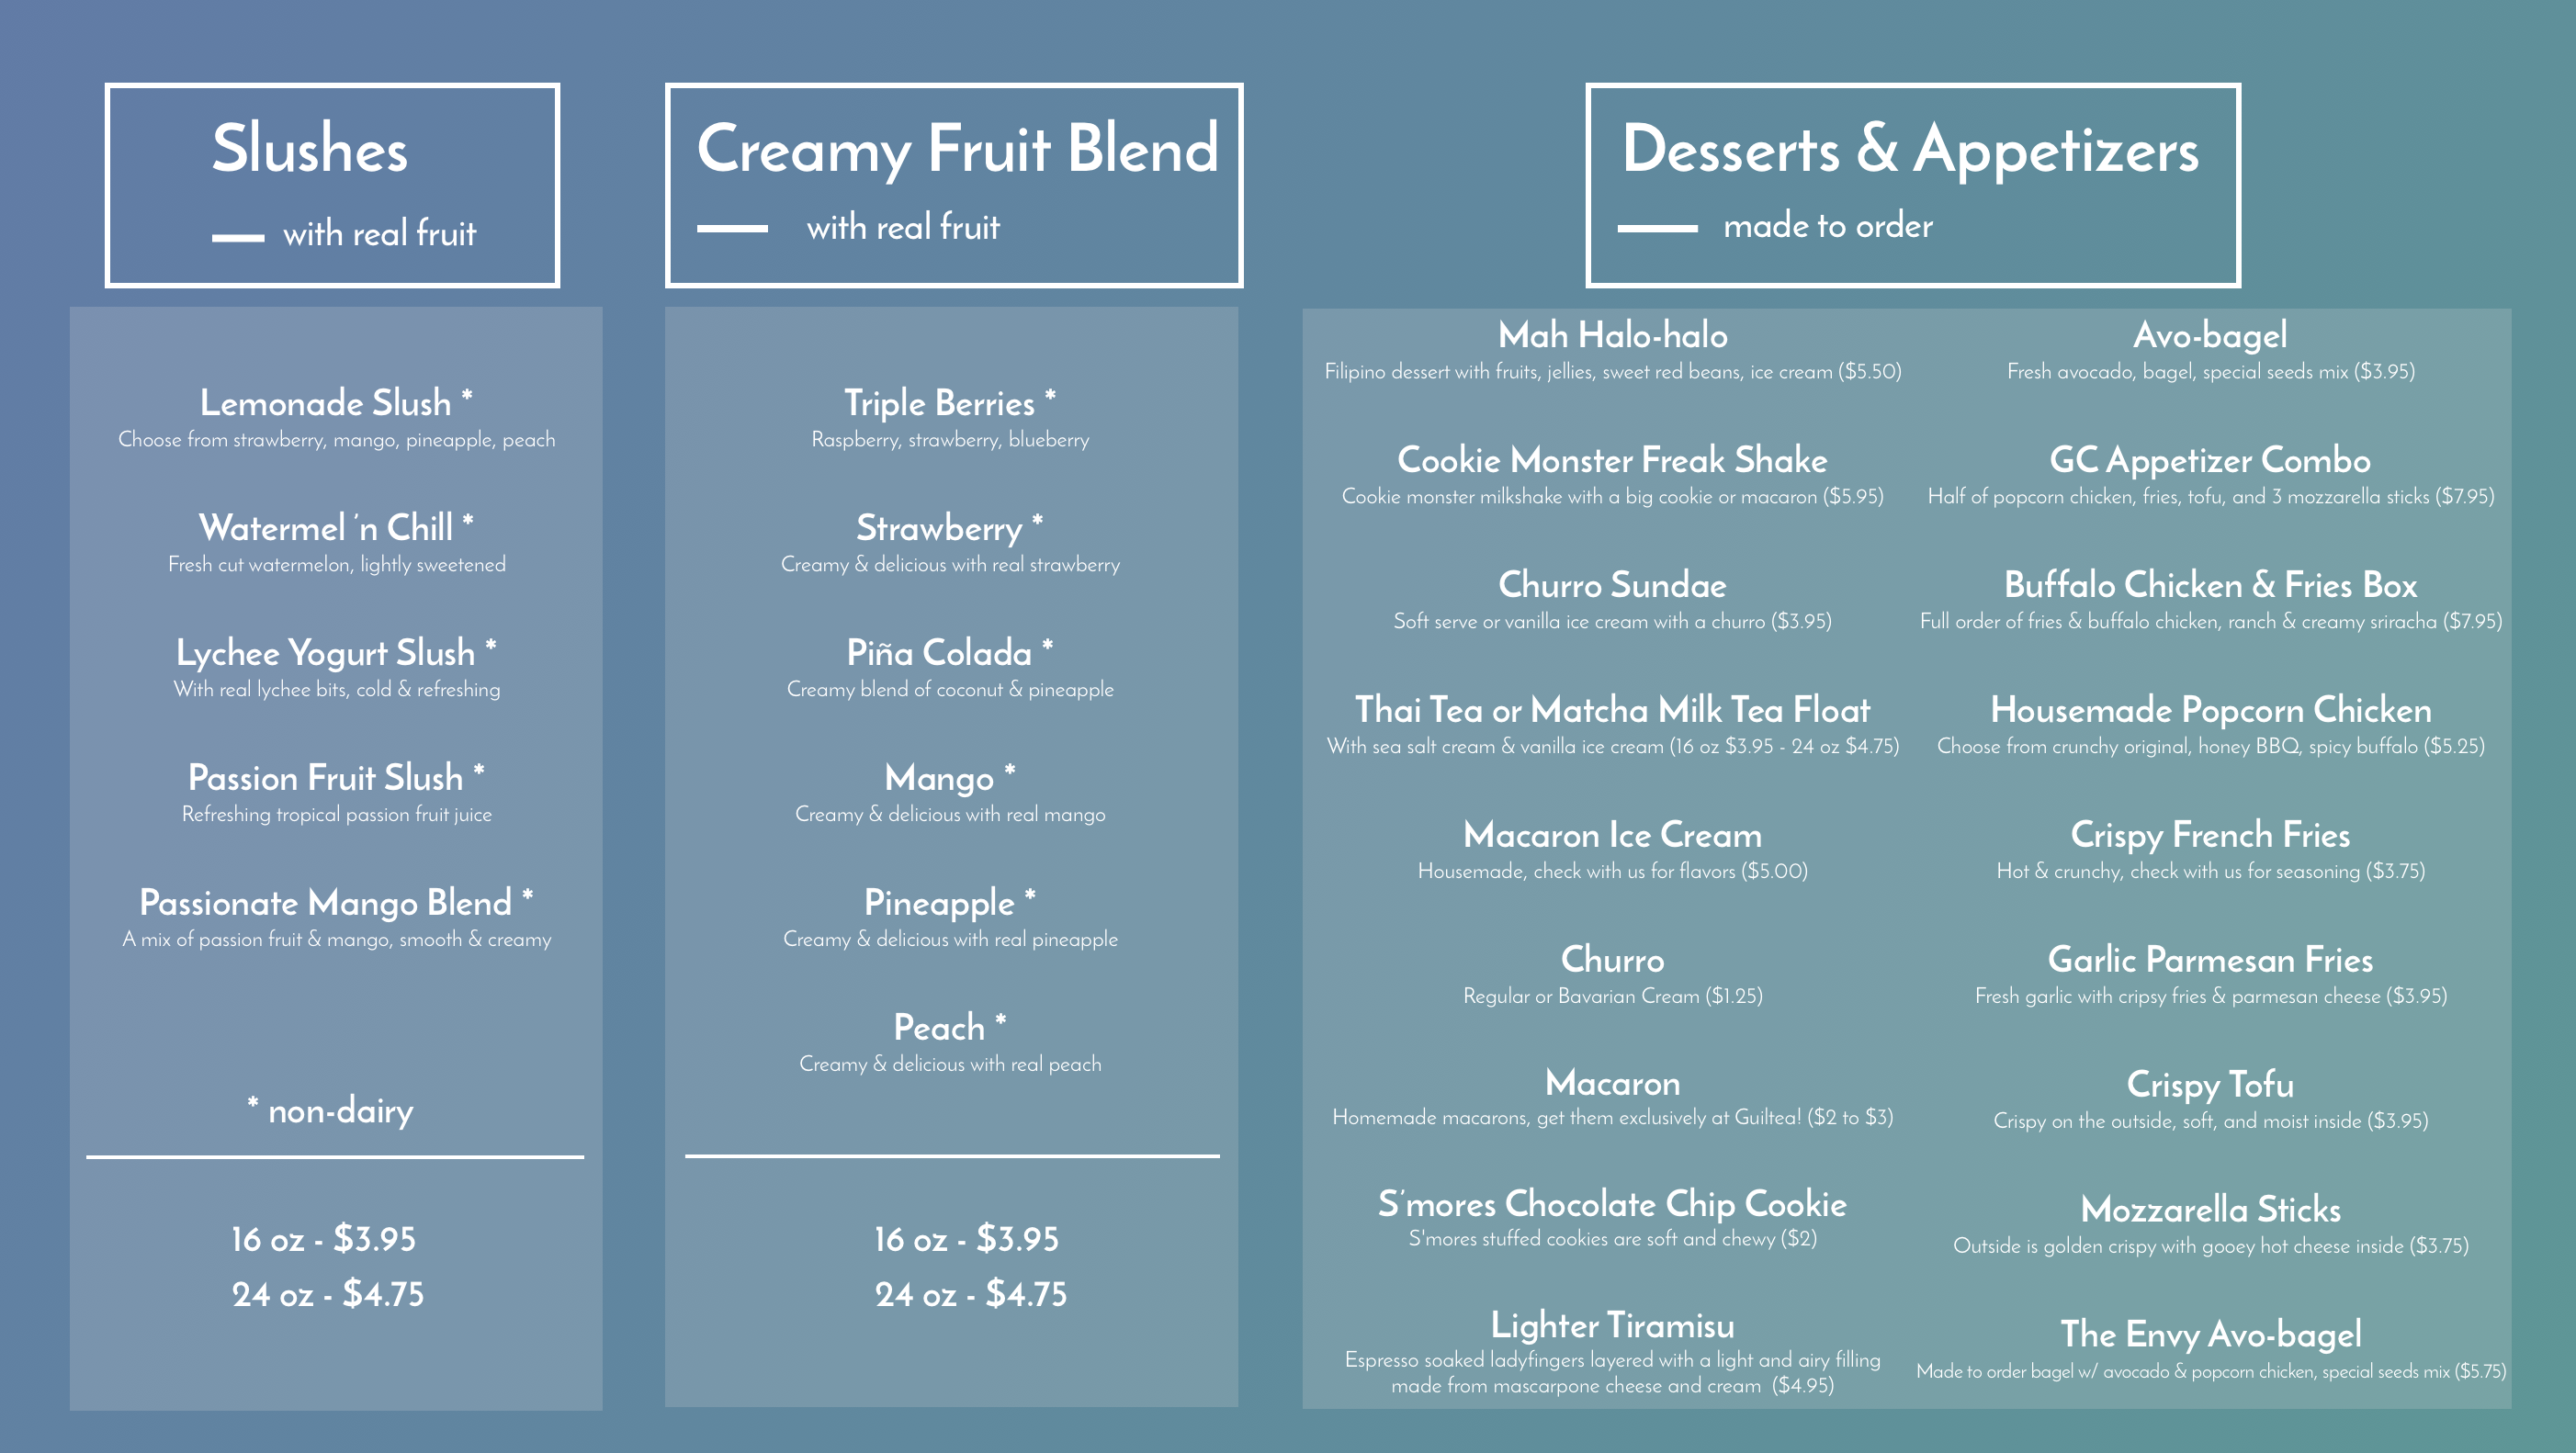 Slushes
with real fruit
Lemonade Slush *
Choose from strawberry, mango, pineapple, peach
Watermel 'n Chill *
Fresh cut watermelon, lightly sweetened
Lychee Yogurt Slush *
With real lychee bits, cold & refreshing
Passion Fruit Slush *
Refreshing tropical passion fruit juice
Passionate Mango Blend *
A mix of passion fruit & mango, smooth & creamy
* non-dairy
16 oz - $3.95
24 oz - $4.75
Creamy Fruit Blend
with real fruit
Triple Berries *
Raspberry, strawberry, blueberry
Strawberry *
Creamy & delicious with real strawberry
Piña Colada *
Creamy blend of coconut & pineapple
Mango *
Creamy & delicious with real mango
Pineapple *
Creamy & delicious with real pineapple
Peach *
Creamy & delicious with real peach
16 oz - $3.95
24 oz - $4.75
Desserts & Appetizers
made to order
Mah Halo-halo
Filipino dessert with fruits, jellies, sweet red beans, ice cream ($5.50)
Cookie Monster Freak Shake
Cookie monster milkshake with a big cookie or macaron ($5.95)
Churro Sundae
Soft serve or vanilla ice cream with a churro ($3.95)
Thai Tea or Matcha Milk Tea Float
With sea salt cream & vanilla ice cream (16 oz $3.95 - 24 oz $4.75)
Macaron Ice Cream
Housemade, check with us for flavors ($5.00)
Churro
Regular or Bavarian Cream ($1.25)
Macaron
Homemade macarons, get them exclusively at Guiltea! ($2 to $3)
S'mores Chocolate Chip Cookie
S'mores stuffed cookies are soft and chewy ($2)
Lighter Tiramisu
Espresso soaked ladyfingers layered with a light and airy filling
made from mascarpone cheese and cream ($4.95)
Avo-bagel
Fresh avocado, bagel, special seeds mix ($3.95)
GC Appetizer Combo
Half of popcorn chicken, fries, tofu, and 3 mozzarella sticks ($7.95)
Buffalo Chicken & Fries Box
Full order of fries & buffalo chicken, ranch & creamy sriracha ($7.95)
Housemade Popcorn Chicken
Choose from crunchy original, honey BBQ, spicy buffalo ($5.25)
Crispy French Fries
Hot & crunchy, check with us for seasoning ($3.75)
Garlic Parmesan Fries
Fresh garlic with cripsy fries & parmesan cheese ($3.95)
Crispy Tofu
Crispy on the outside, soft, and moist inside ($3.95)
Mozzarella Sticks
Outside is golden crispy with gooey hot cheese inside ($3.75)
The Envy Avo-bagel
Made to order bagel w/ avocado & popcorn chicken, special seeds mix ($5.75)